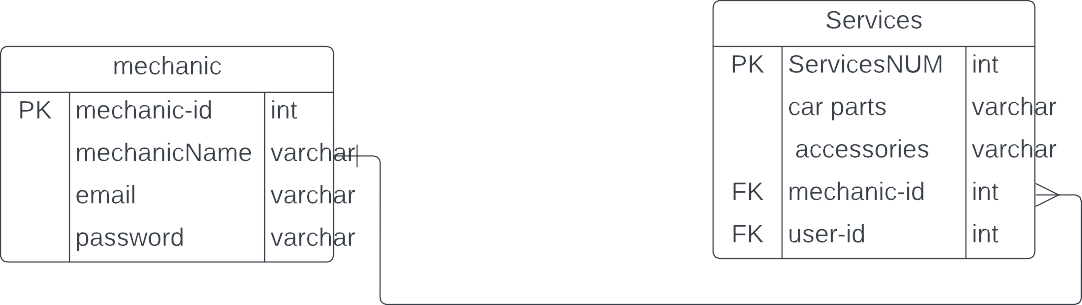 mechanic
PK mechanic-id int
mechanicName varchar
email varchar
password varchar
Services
PK ServicesNUM int
car parts varchar
accessories varchar
FK mechanic-id int
FK user-id int